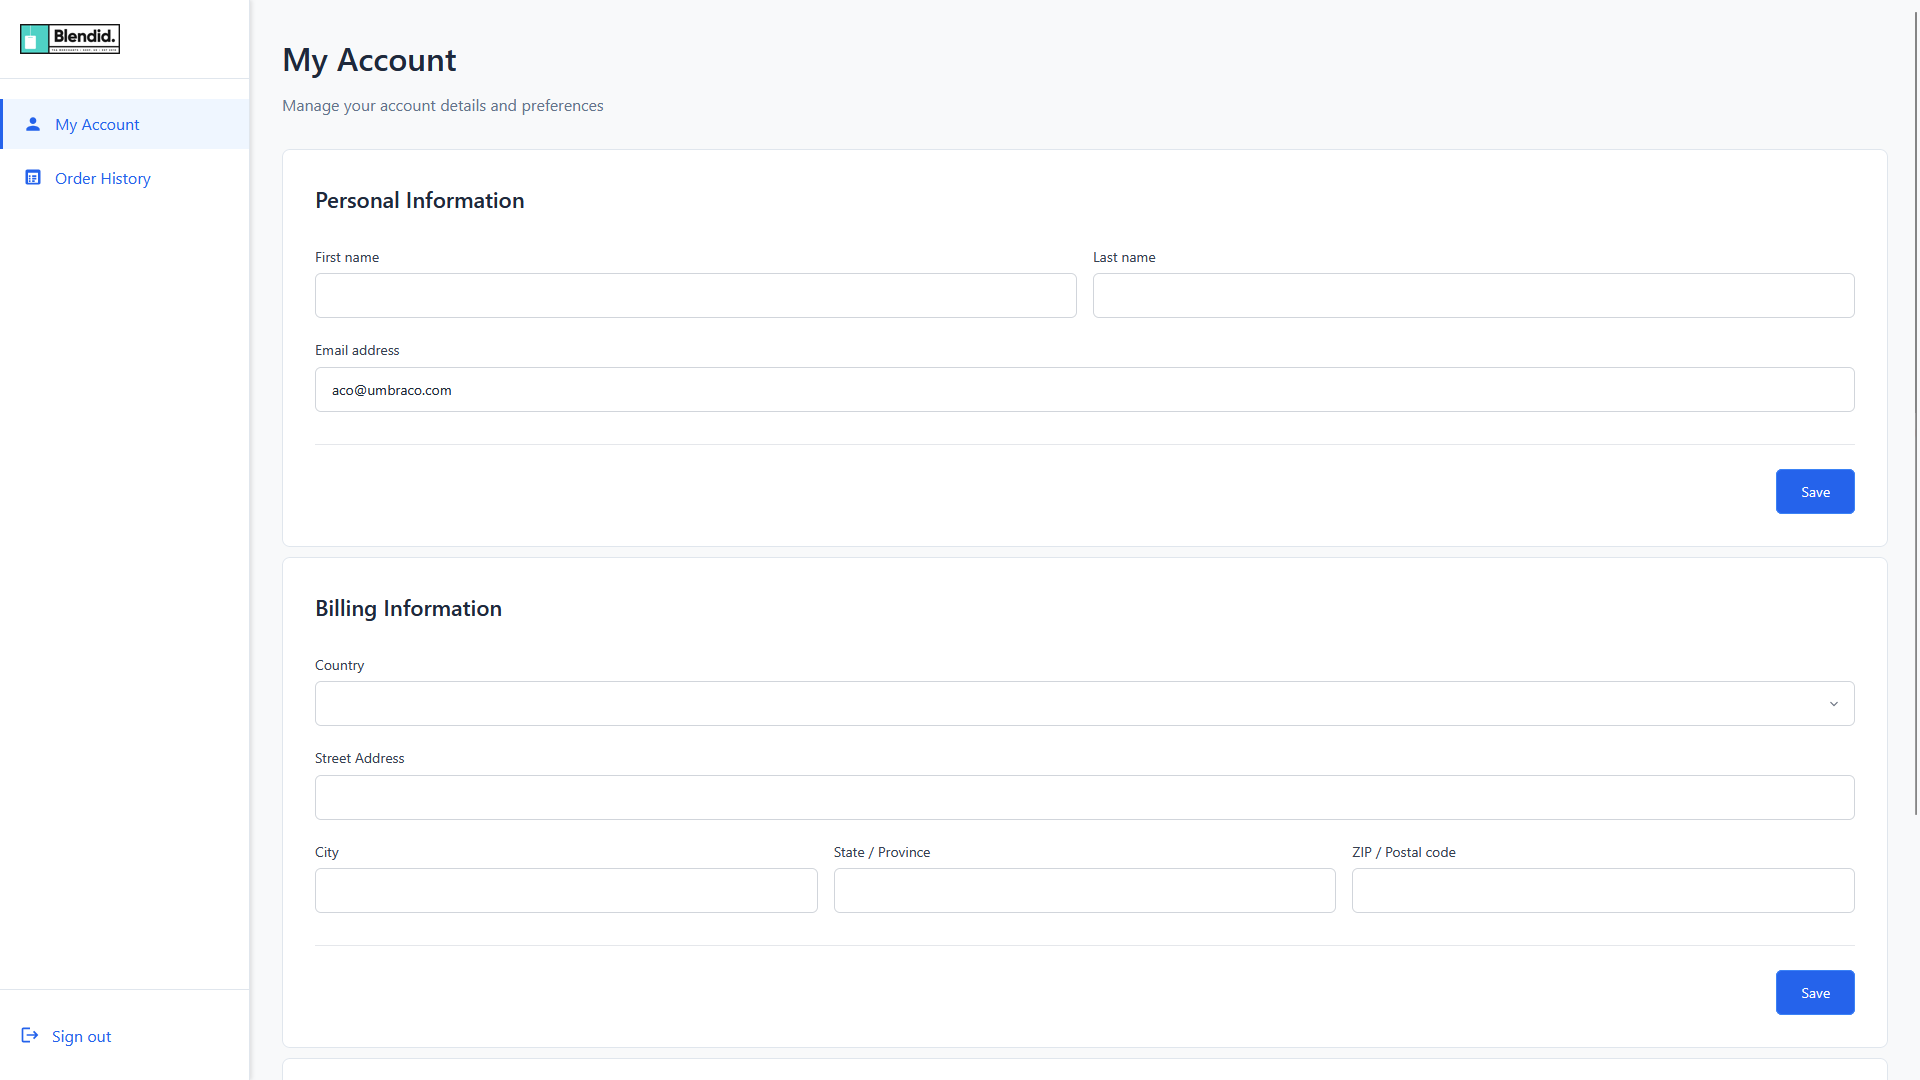 Blendid.
My Account
Order History
Sign out
My Account
Manage your account details and preferences
Personal Information
First name
Last name
Email address
aco@umbraco.com
Save
Billing Information
Country
Street Address
City
State / Province
ZIP / Postal code
Save